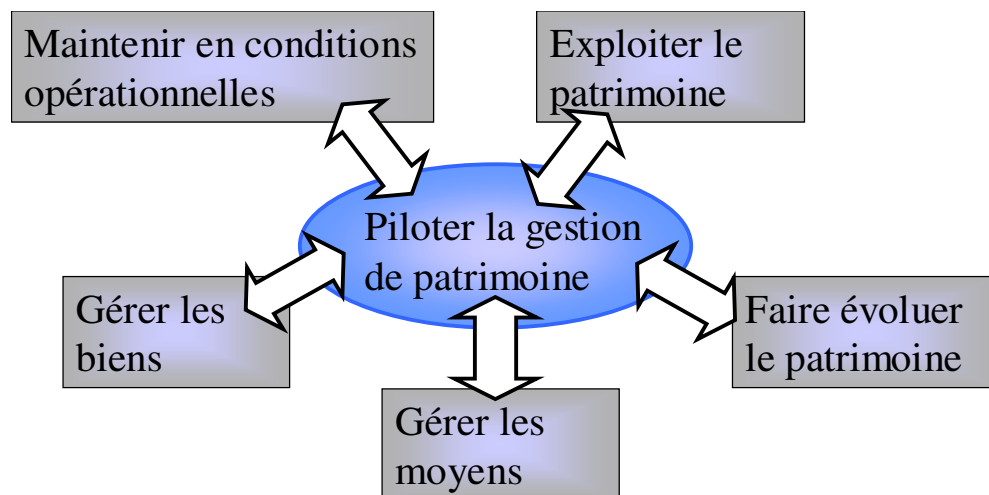 Maintenir en conditions
opérationnelles
Exploiter le
patrimoine
Piloter la gestion
de patrimoine
Gérer les
biens
Faire évoluer
le patrimoine
Gérer les
moyens